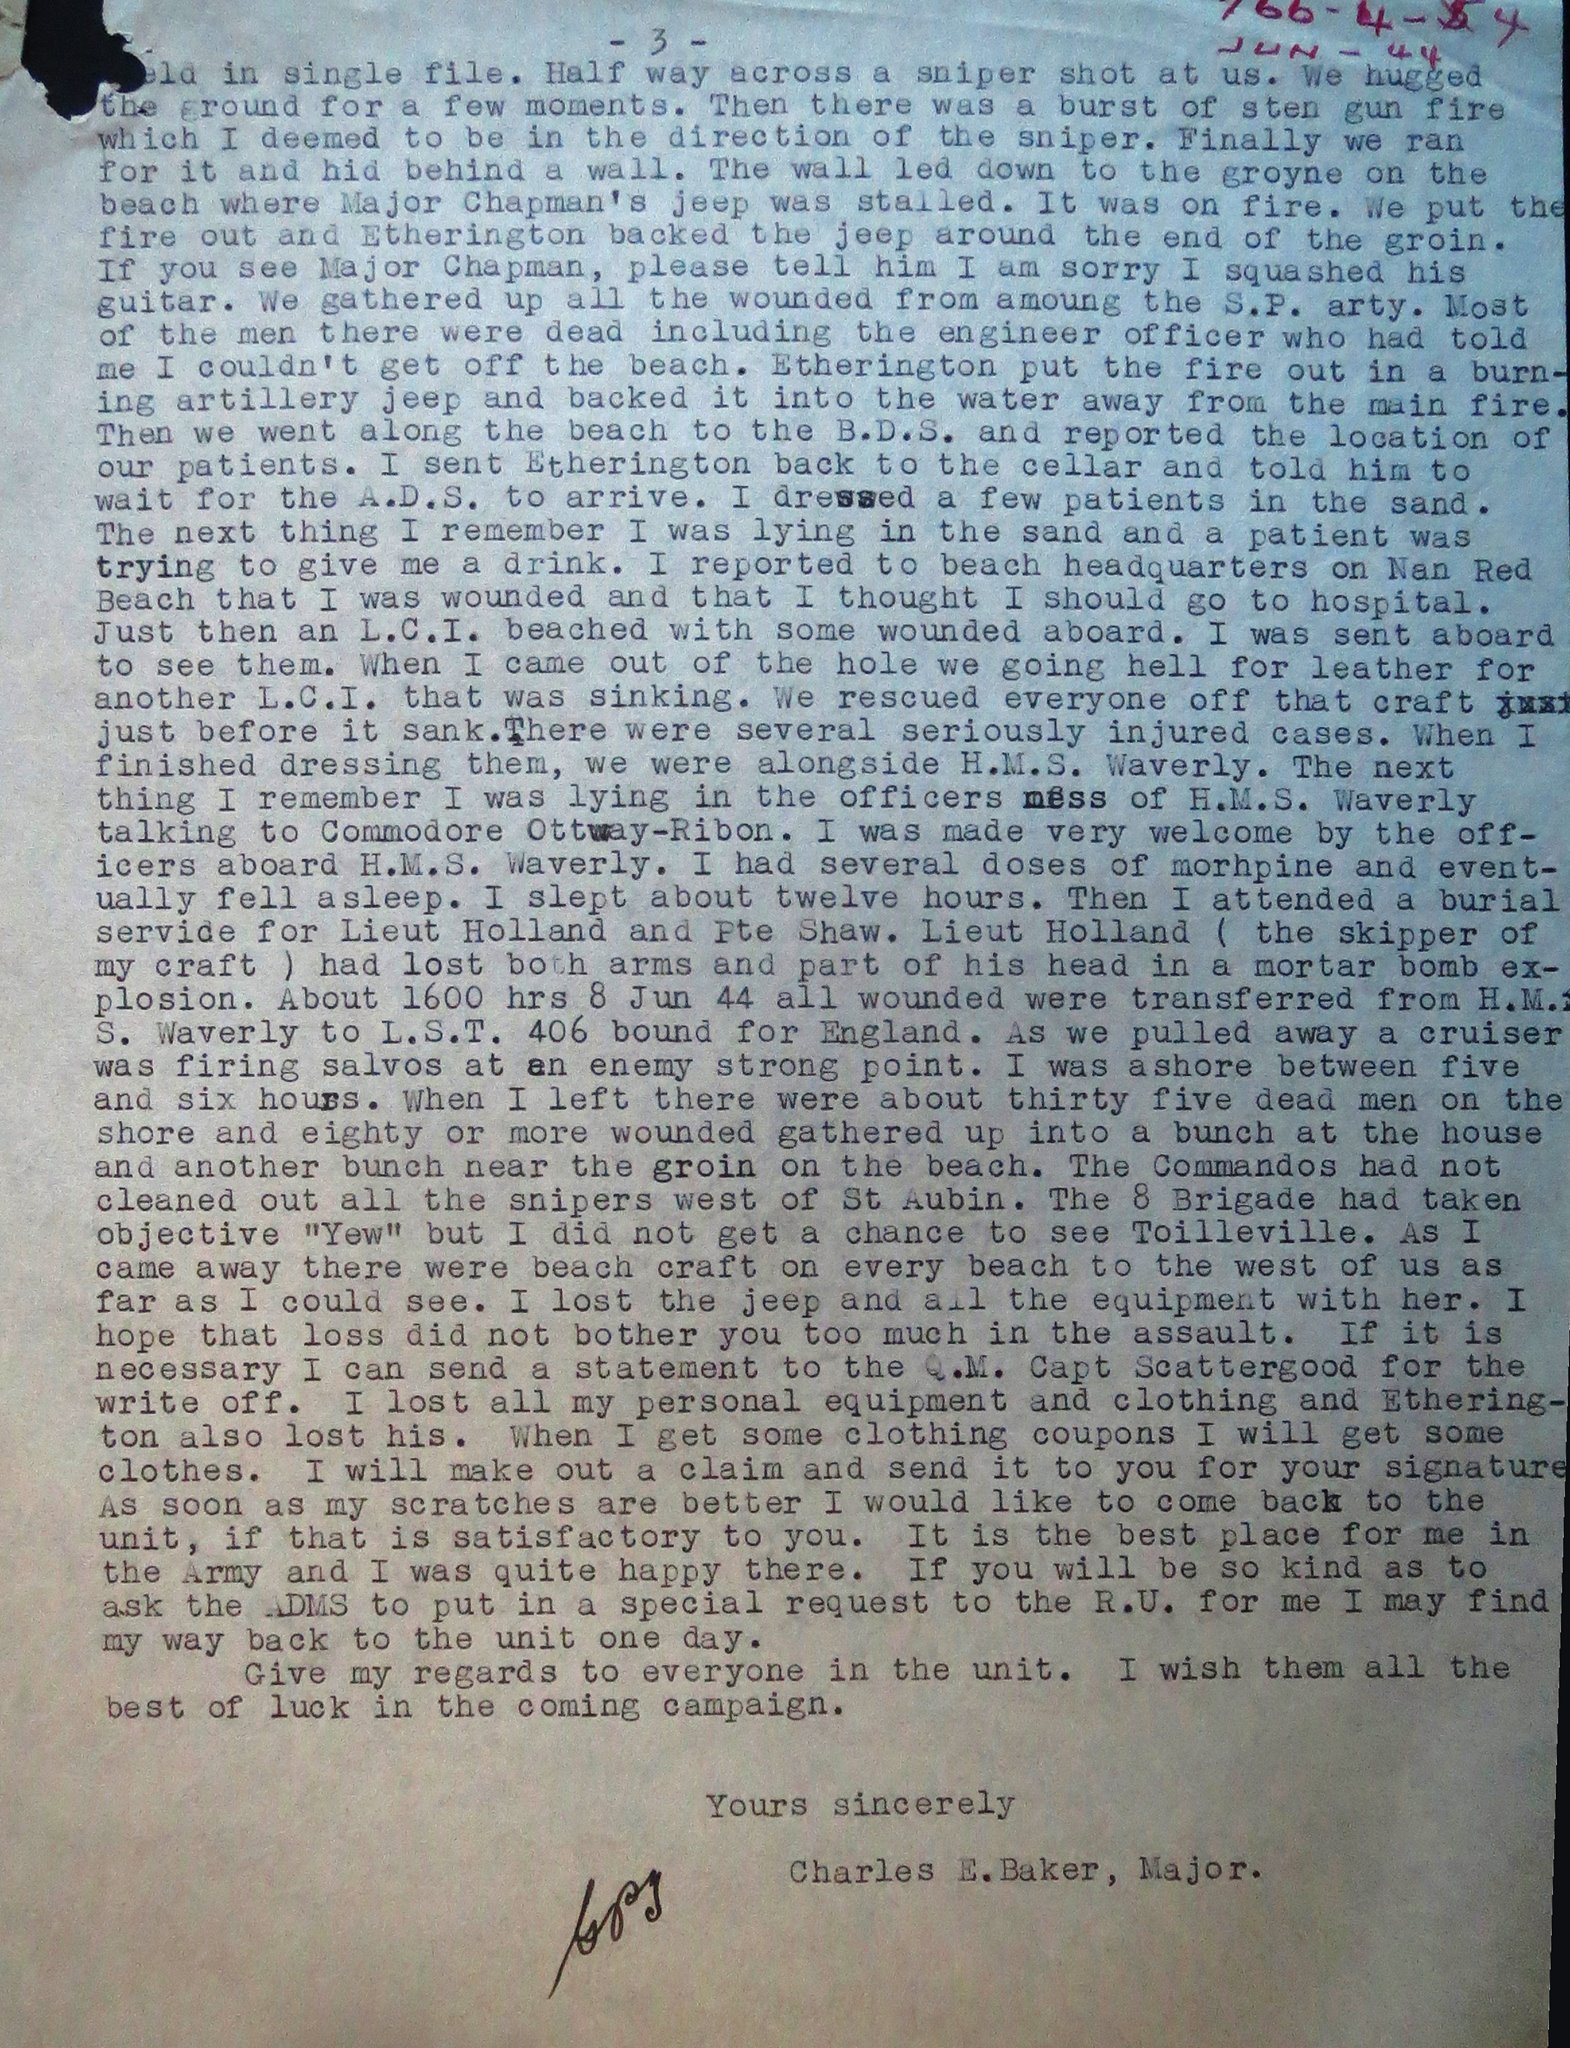 766-4-54
- 3 -
JUN - 44
eld in single file. Half way across a sniper shot at us. We hugged
the ground for a few moments. Then there was a burst of sten gun fire
which I deemed to be in the direction of the sniper. Finally we ran
for it and hid behind a wall. The wall led down to the groyne on the
beach where Major Chapman's jeep was stalled. It was on fire. We put the
fire out and Etherington backed the jeep around the end of the groin.
If you see Major Chapman, please tell him I am sorry I squashed his
guitar. We gathered up all the wounded from amoung the S.P. arty. Most
of the men there were dead including the engineer officer who had told
me I couldn't get off the beach. Etherington put the fire out in a burn-
ing artillery jeep and backed it into the water away from the main fire.
Then we went along the beach to the B.D.S. and reported the location of
our patients. I sent Etherington back to the cellar and told him to
wait for the A.D.S. to arrive. I dressed a few patients in the sand.
The next thing I remember I was lying in the sand and a patient was
trying to give me a drink. I reported to beach headquarters on Nan Red
Beach that I was wounded and that I thought I should go to hospital.
Just then an L.C.I. beached with some wounded aboard. I was sent aboard
to see them. When I came out of the hole we going hell for leather for
another L.C.I. that was sinking. We rescued everyone off that craft
just before it sank.There were several seriously injured cases. When I
finished dressing them, we were alongside H.M.S. Waverly. The next
thing I remember I was lying in the officers mess of H.M.S. Waverly
talking to Commodore Ottway-Ribon. I was made very welcome by the off-
icers aboard H.M.S. Waverly. I had several doses of morhpine and event-
ually fell asleep. I slept about twelve hours. Then I attended a burial
servide for Lieut Holland and Pte Shaw. Lieut Holland ( the skipper of
my craft ) had lost both arms and part of his head in a mortar bomb ex-
plosion. About 1600 hrs 8 Jun 44 all wounded were transferred from H.M.
S. Waverly to L.S.T. 406 bound for England. As we pulled away a cruiser
was firing salvos at an enemy strong point. I was ashore between five
and six hours. When I left there were about thirty five dead men on the
shore and eighty or more wounded gathered up into a bunch at the house
and another bunch near the groin on the beach. The Commandos had not
cleaned out all the snipers west of St Aubin. The 8 Brigade had taken
objective "Yew" but I did not get a chance to see Toilleville. As I
came away there were beach craft on every beach to the west of us as
far as I could see. I lost the jeep and all the equipment with her. I
hope that loss did not bother you too much in the assault. If it is
necessary I can send a statement to the Q.M. Capt Scattergood for the
write off. I lost all my personal equipment and clothing and Ethering-
ton also lost his. When I get some clothing coupons I will get some
clothes. I will make out a claim and send it to you for your signature
As soon as my scratches are better I would like to come back to the
unit, if that is satisfactory to you. It is the best place for me in
the Army and I was quite happy there. If you will be so kind as to
ask the ADMS to put in a special request to the R.U. for me I may find
my way back to the unit one day.
Give my regards to everyone in the unit. I wish them all the
best of luck in the coming campaign.
Yours sincerely
Charles E.Baker, Major.